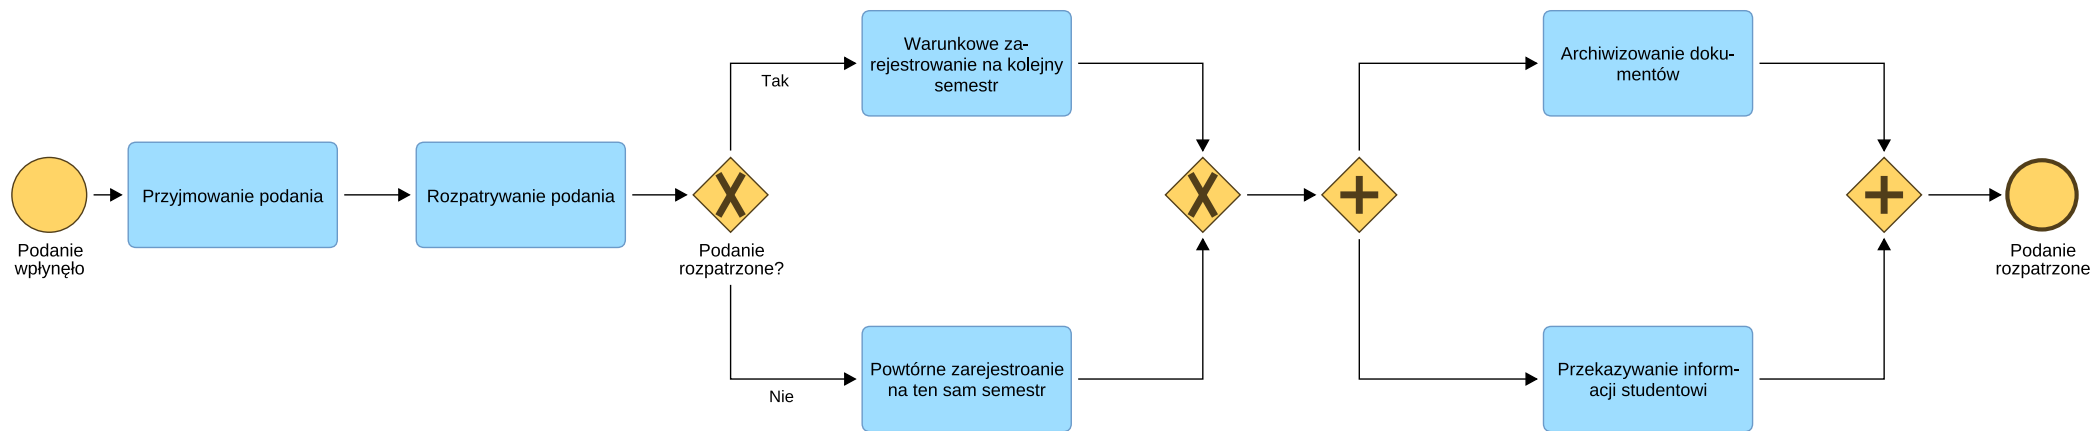 Podanie
wpłynęło
Przyjmowanie podania
Rozpatrywanie podania
Podanie
rozpatrzone?
Tak
Nie
Warunkowe za-
rejestrowanie na kolejny
semestr
Powtórne zarejestroanie
na ten sam semestr
Archiwizowanie doku-
mentów
Przekazywanie inform-
acji studentowi
Podanie
rozpatrzone